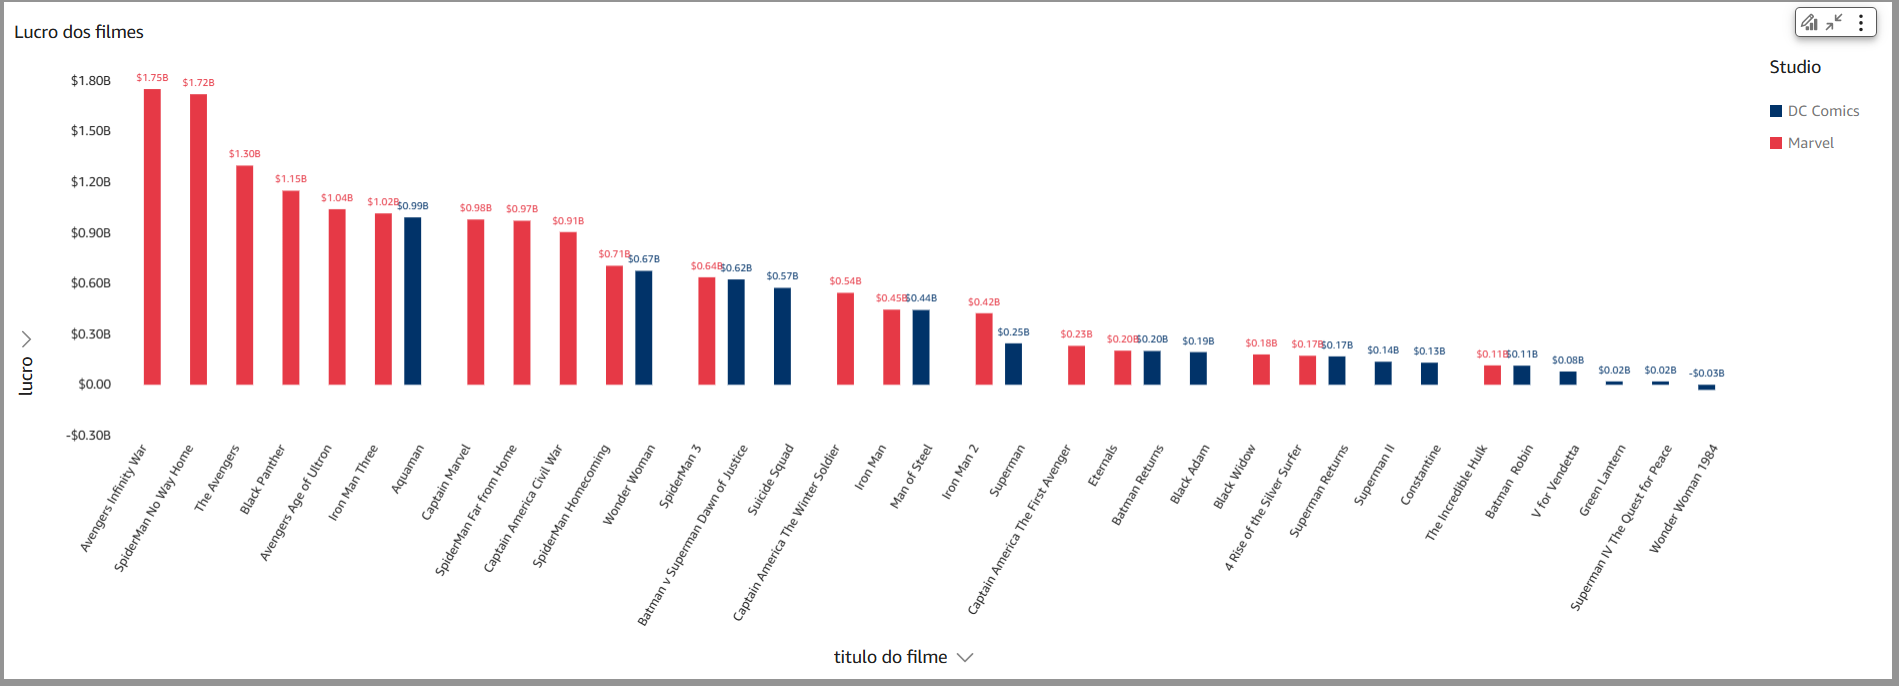 Lucro dos filmes
Studio
DC Comics
Marvel
lucro
$1.80B
$1.50B
$1.20B
$0.90B
$0.60B
$0.30B
$0.00
-$0.30B
$1.75B
$1.72B
$1.30B
$1.15B
$1.04B
$1.02B
$0.99B
$0.98B
$0.97B
$0.91B
$0.71B
$0.67B
$0.64B
$0.62B
$0.57B
$0.54B
$0.45B
$0.44B
$0.42B
$0.25B
$0.23B
$0.20B
$0.20B
$0.19B
$0.18B
$0.17B
$0.17B
$0.14B
$0.13B
$0.11B
$0.11B
$0.08B
$0.02B
$0.02B
-$0.03B
Avengers Infinity War
SpiderMan No Way Home
The Avengers
Black Panther
Avengers Age of Ultron
Iron Man Three
Aquaman
Captain Marvel
SpiderMan Far from Home
Captain America Civil War
SpiderMan Homecoming
Wonder Woman
SpiderMan 3
Batman v Superman Dawn of Justice
Suicide Squad
Captain America The Winter Soldier
Iron Man
Man of Steel
Iron Man 2
Superman
Captain America The First Avenger
Eternals
Batman Returns
Black Adam
Black Widow
4 Rise of the Silver Surfer
Superman Returns
Superman II
Constantine
The Incredible Hulk
Batman Robin
V for Vendetta
Green Lantern
Superman IV The Quest for Peace
Wonder Woman 1984
titulo do filme